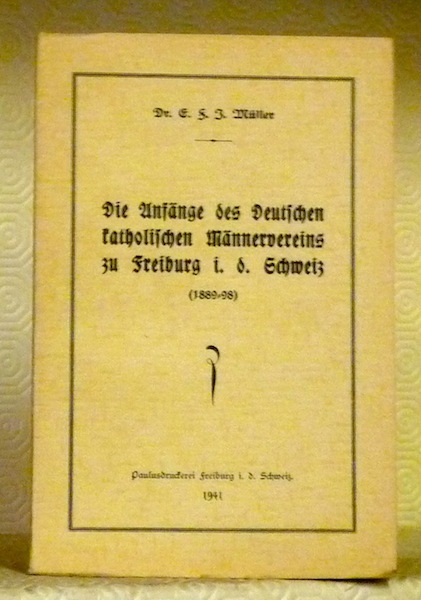 Dr. E. F. J. Müller
Die Anfänge des Deutschen
katholischen Männervereins
zu Freiburg i. d. Schweiz
(1889-98)
Paulusdruckerei Freiburg i. d. Schweiz.
1941